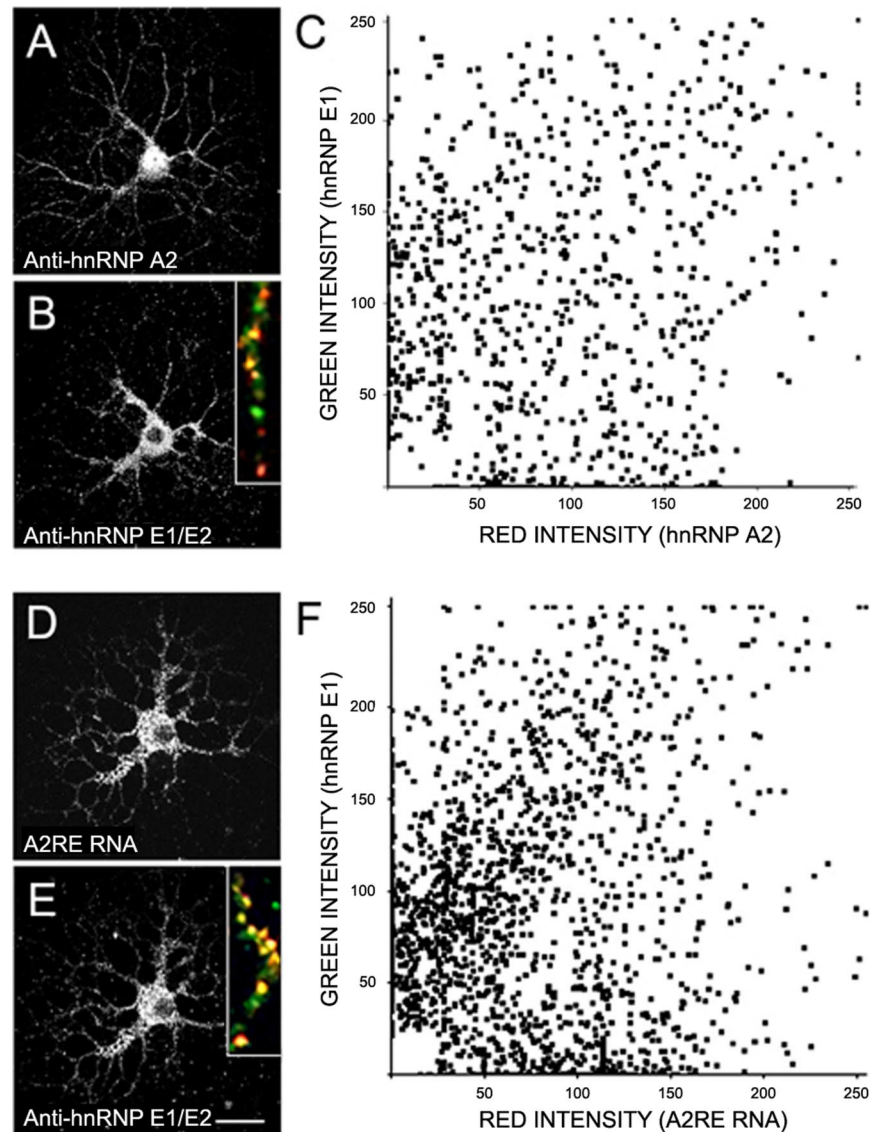 A
Anti-hnRNP A2
B
Anti-hnRNP E1/E2
C
250
200
150
100
50
GREEN INTENSITY (hnRNP E1)
50 100 150 200 250
RED INTENSITY (hnRNP A2)
D
A2RE RNA
E
Anti-hnRNP E1/E2
F
250
200
150
100
50
GREEN INTENSITY (hnRNP E1)
50 100 150 200 250
RED INTENSITY (A2RE RNA)